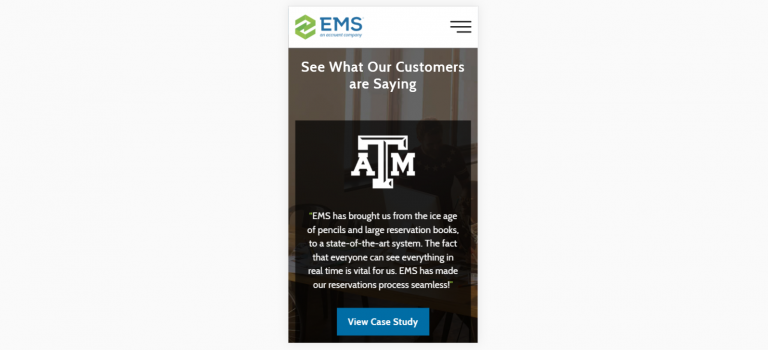 EMS
an accruent company
See What Our Customers
are Saying
ATM
"EMS has brought us from the ice age
of pencils and large reservation books,
to a state-of-the-art system. The fact
that everyone can see everything in
real time is vital for us. EMS has made
our reservations process seamless!"
View Case Study